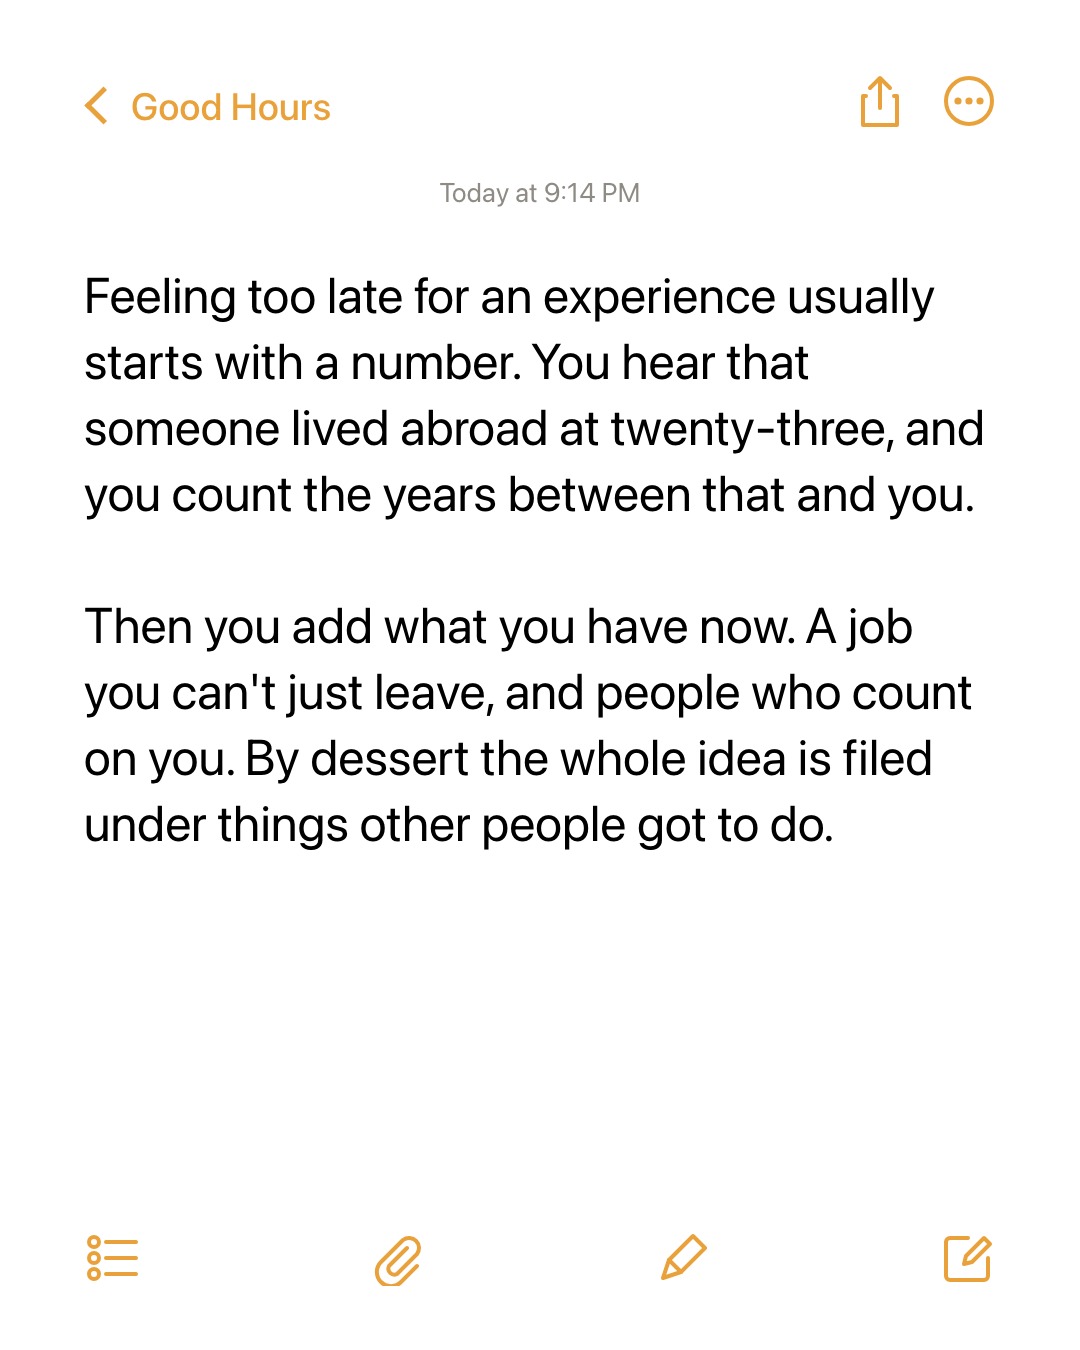 Good Hours
Today at 9:14 PM
Feeling too late for an experience usually
starts with a number. You hear that
someone lived abroad at twenty-three, and
you count the years between that and you.
Then you add what you have now. A job
you can't just leave, and people who count
on you. By dessert the whole idea is filed
under things other people got to do.